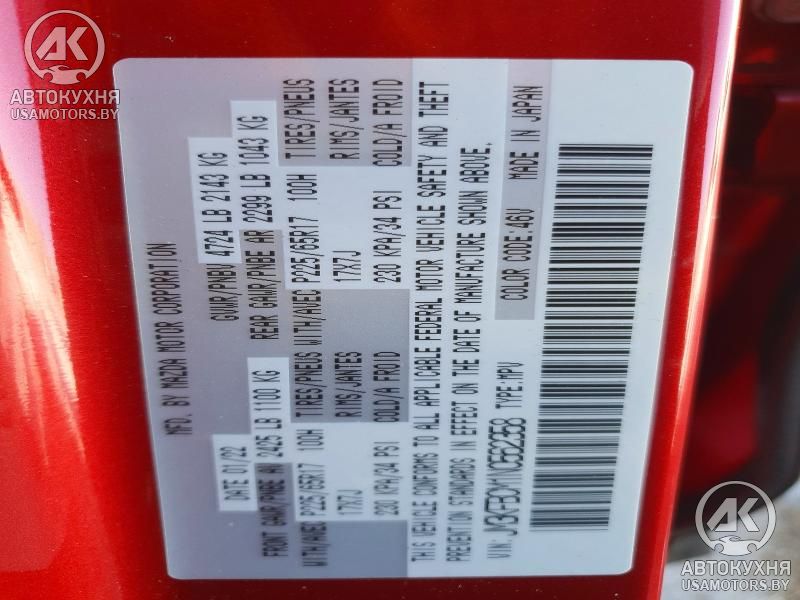 MFD. BY MAZDA MOTOR CORPORATION
DATE 01/22 GVWR/PNBV 4724 LB 2143 KG
FRONT GAWR/PNBE AV 2425 LB 1100 KG REAR GAWR/PNBE AR 2299 LB 1043 KG
WITH/AVEC TIRES/PNEUS WITH/AVEC TIRES/PNEUS
P225/65R17 100H P225/65R17 100H
RIMS/JANTES RIMS/JANTES
17X7J 17X7J
COLD/A FROID COLD/A FROID
230 KPA/34 PSI 230 KPA/34 PSI
THIS VEHICLE CONFORMS TO ALL APPLICABLE FEDERAL MOTOR VEHICLE SAFETY AND THEFT
PREVENTION STANDARDS IN EFFECT ON THE DATE OF MANUFACTURE SHOWN ABOVE.
VIN: TYPE:MPV COLOR CODE:46V MADE IN JAPAN
АК
АВТОКУХНЯ
USAMOTORS.BY
АК
АВТОКУХНЯ
USAMOTORS.BY